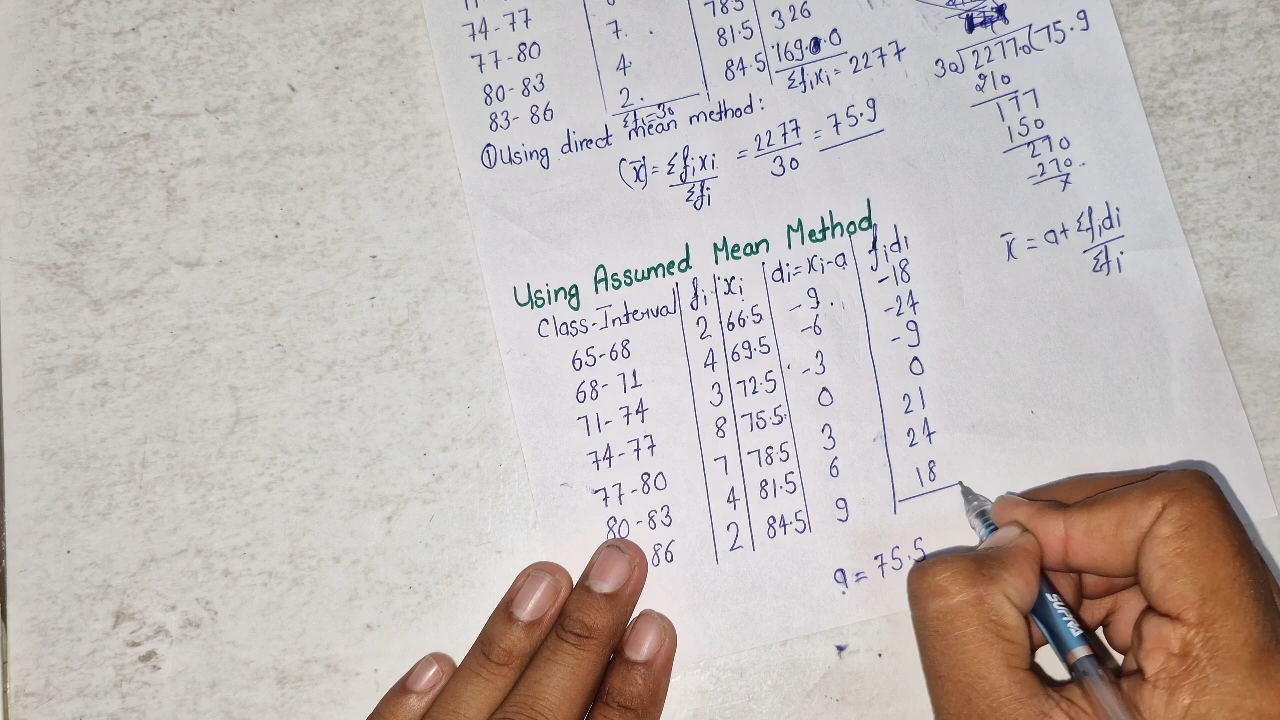 74-77 7. 78.5 326
77-80 4. 81.5 169.0
80-83 2. 84.5 Σfixi = 2277
83-86 Σfi=30
①Using direct mean method:
(x̄) = Σfixi/Σfi = 2277/30 = 75.9
30)22770(75.9
210
177
150
270
-270
x
x̄ = a + Σfidi/Σfi
Using Assumed Mean Method
Class-Interval fi xi di=xi-a fidi
65-68 2 66.5 -9. -18
68-71 4 69.5 -6 -24
71-74 3 72.5 -3 -9
74-77 8 75.5 0 0
77-80 7 78.5 3 21
80-83 4 81.5 6 24
86 2 84.5 9 18
a = 75.5
SUPAL